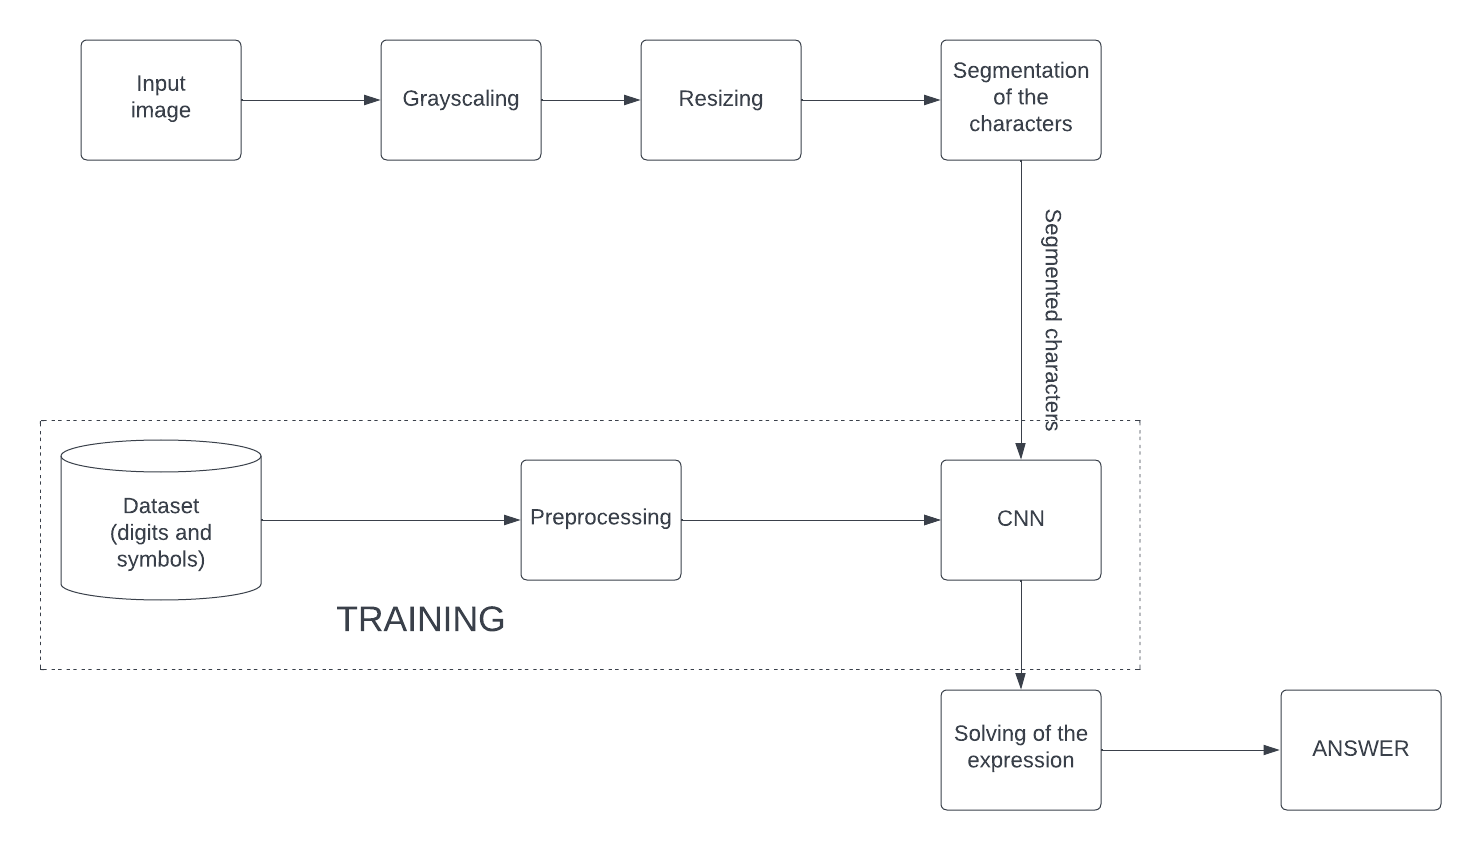 Input
image
Grayscaling
Resizing
Segmentation
of the
characters
Segmented characters
Dataset
(digits and
symbols)
Preprocessing
CNN
TRAINING
Solving of the
expression
ANSWER